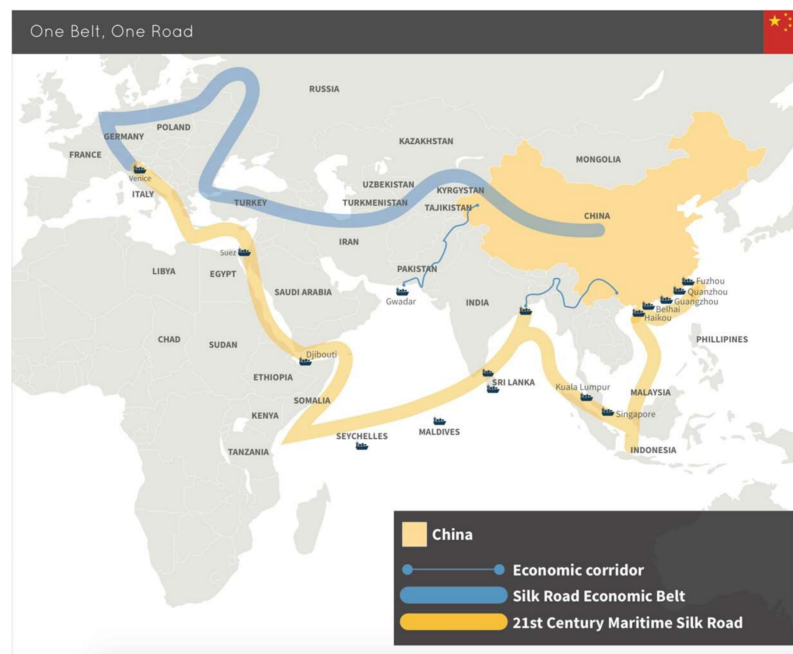 One Belt, One Road
RUSSIA
POLAND
GERMANY
FRANCE
KAZAKHSTAN
MONGOLIA
Venice
ITALY
UZBEKISTAN
KYRGYSTAN
TURKEY
TURKMENISTAN
TAJIKISTAN
CHINA
IRAN
Suez
LIBYA
EGYPT
PAKISTAN
SAUDI ARABIA
Gwadar
INDIA
Fuzhou
Quanzhou
Guangzhou
Belhai
Haikou
CHAD
SUDAN
PHILLIPINES
Djibouti
ETHIOPIA
SRI LANKA
Kuala Lumpur
MALAYSIA
SOMALIA
KENYA
Singapore
SEYCHELLES
MALDIVES
TANZANIA
INDONESIA
China
Economic corridor
Silk Road Economic Belt
21st Century Maritime Silk Road